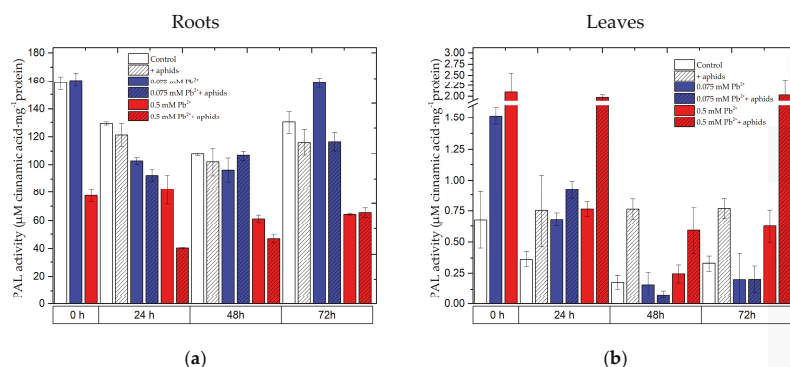 Roots
(a)
PAL activity (µM cinnamic acid·mg⁻¹ protein)
180
160
140
120
100
80
60
40
20
0
Control
+ aphids
0.075 mM Pb²⁺
0.075 mM Pb²⁺+ aphids
0.5 mM Pb²⁺
0.5 mM Pb²⁺+ aphids
0 h
24 h
48h
72h
(a)
Leaves
(b)
PAL activity (µM cinnamic acid·mg⁻¹ protein)
3.00
2.75
2.50
2.25
2.00
1.50
1.25
1.00
0.75
0.50
0.25
0.00
Control
+ aphids
0.075 mM Pb²⁺
0.075 mM Pb²⁺+ aphids
0.5 mM Pb²⁺
0.5 mM Pb²⁺+ aphids
0 h
24 h
48h
72h
(b)